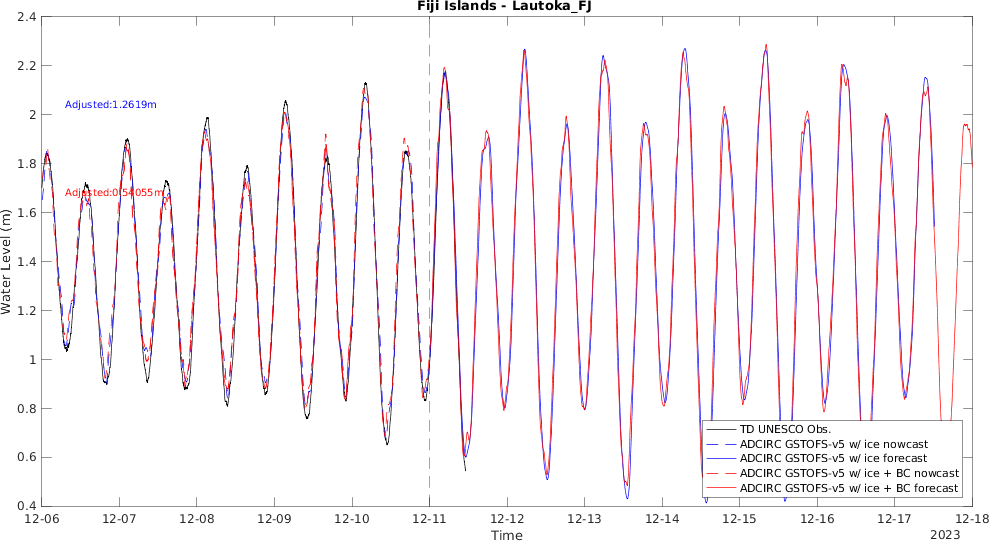 Fiji Islands - Lautoka_FJ
2.4
2.2
2
1.8
1.6
1.4
1.2
1
0.8
0.6
0.4
Water Level (m)
Adjusted:1.2619m
Adjusted:0.54055m
TD UNESCO Obs.
ADCIRC GSTOFS-v5 w/ ice nowcast
ADCIRC GSTOFS-v5 w/ ice forecast
ADCIRC GSTOFS-v5 w/ ice + BC nowcast
ADCIRC GSTOFS-v5 w/ ice + BC forecast
12-06 12-07 12-08 12-09 12-10 12-11 12-12 12-13 12-14 12-15 12-16 12-17 12-18
Time
2023